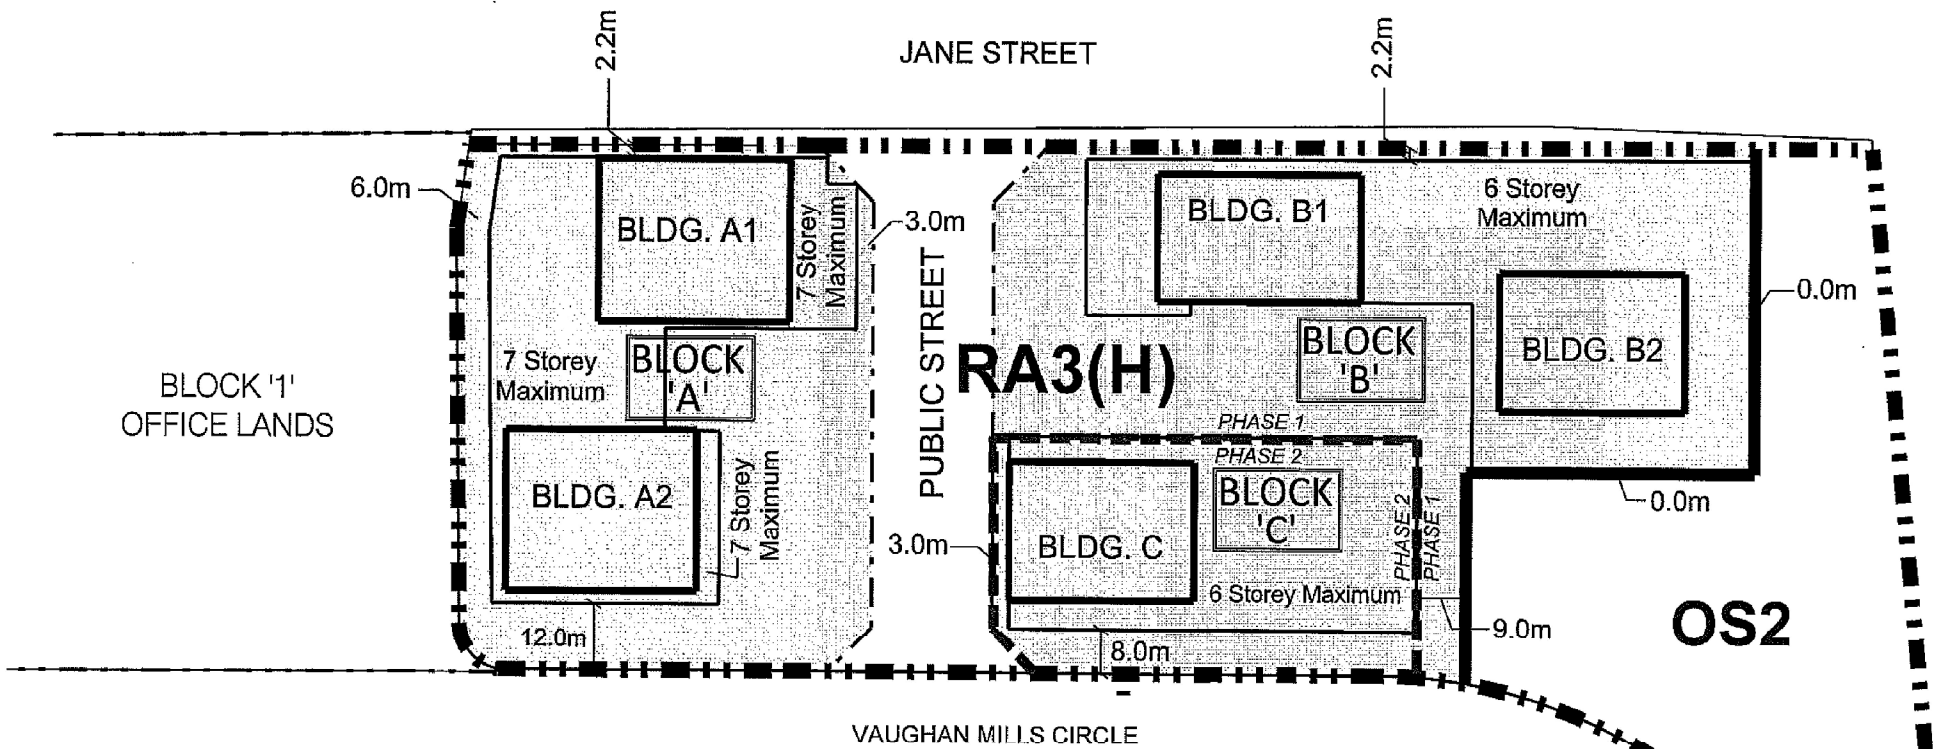 JANE STREET
2.2m
2.2m
6.0m
BLDG. A1
7 Storey
Maximum
3.0m
PUBLIC STREET
BLDG. B1
6 Storey
Maximum
0.0m
BLDG. B2
BLOCK '1'
OFFICE LANDS
7 Storey
Maximum
BLOCK
'A'
RA3(H)
BLOCK
'B'
PHASE 1
PHASE 2
BLDG. A2
7 Storey
Maximum
3.0m
BLDG. C
BLOCK
'C'
PHASE 2
PHASE 1
0.0m
6 Storey Maximum
12.0m
8.0m
9.0m
OS2
VAUGHAN MILLS CIRCLE